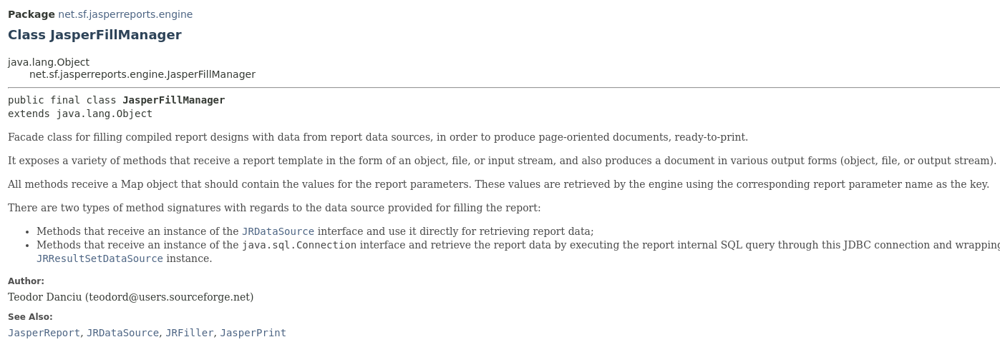 Package net.sf.jasperreports.engine
Class JasperFillManager
java.lang.Object
net.sf.jasperreports.engine.JasperFillManager
public final class JasperFillManager
extends java.lang.Object
Facade class for filling compiled report designs with data from report data sources, in order to produce page-oriented documents, ready-to-print.
It exposes a variety of methods that receive a report template in the form of an object, file, or input stream, and also produces a document in various output forms (object, file, or output stream).
All methods receive a Map object that should contain the values for the report parameters. These values are retrieved by the engine using the corresponding report parameter name as the key.
There are two types of method signatures with regards to the data source provided for filling the report:
• Methods that receive an instance of the JRDataSource interface and use it directly for retrieving report data;
• Methods that receive an instance of the java.sql.Connection interface and retrieve the report data by executing the report internal SQL query through this JDBC connection and wrapping
JRResultSetDataSource instance.
Author:
Teodor Danciu (teodord@users.sourceforge.net)
See Also:
JasperReport, JRDataSource, JRFiller, JasperPrint